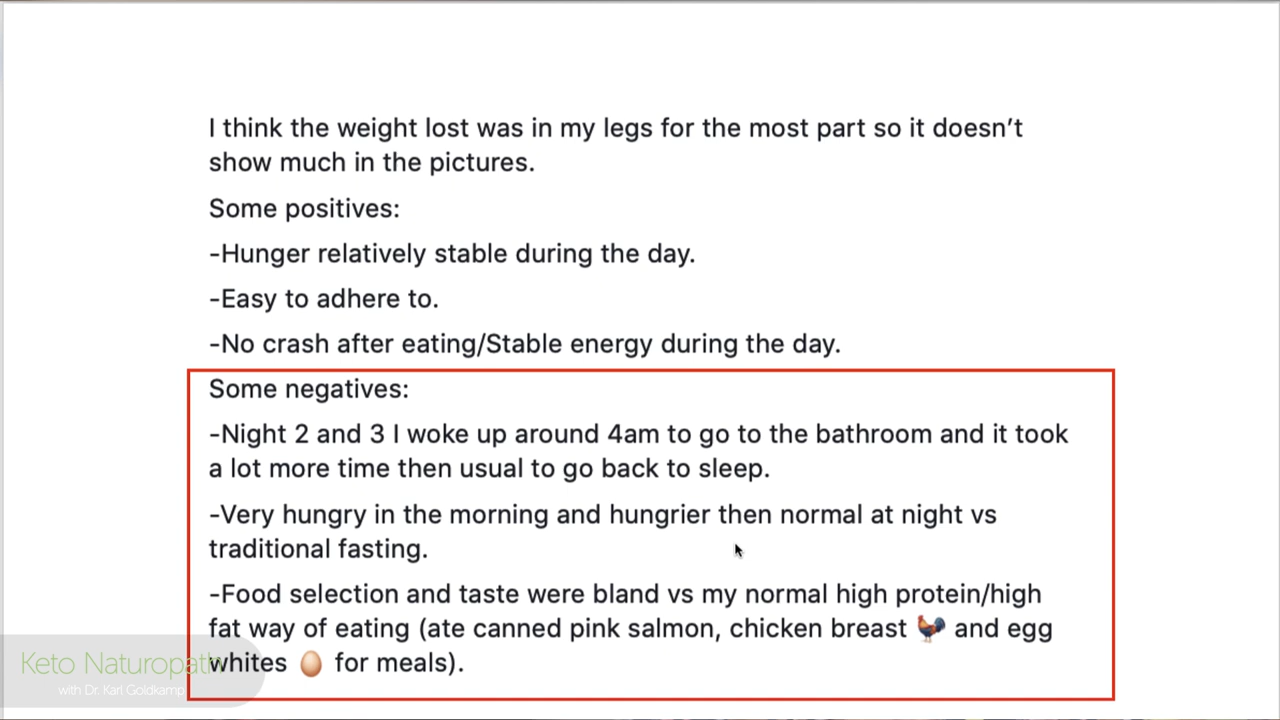 I think the weight lost was in my legs for the most part so it doesn’t
show much in the pictures.
Some positives:
-Hunger relatively stable during the day.
-Easy to adhere to.
-No crash after eating/Stable energy during the day.
Some negatives:
-Night 2 and 3 I woke up around 4am to go to the bathroom and it took
a lot more time then usual to go back to sleep.
-Very hungry in the morning and hungrier then normal at night vs
traditional fasting.
-Food selection and taste were bland vs my normal high protein/high
fat way of eating (ate canned pink salmon, chicken breast 🐓 and egg
whites 🥚 for meals).
Keto Naturopath
with Dr. Karl Goldkamp